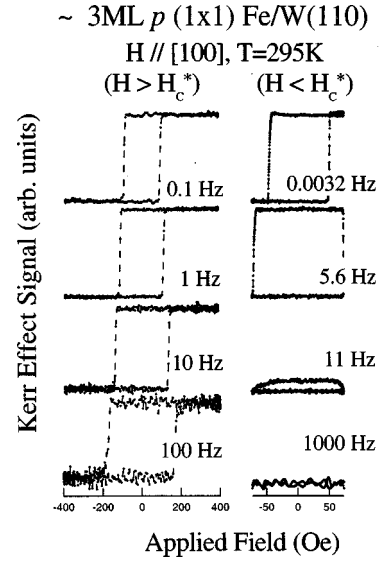 ~ 3ML p (1x1) Fe/W(110)
H // [100], T=295K
(H > H_c^*) (H < H_c^*)
Kerr Effect Signal (arb. units)
0.1 Hz 0.0032 Hz
1 Hz 5.6 Hz
10 Hz 11 Hz
100 Hz 1000 Hz
-400 -200 0 200 400 -50 0 50
Applied Field (Oe)